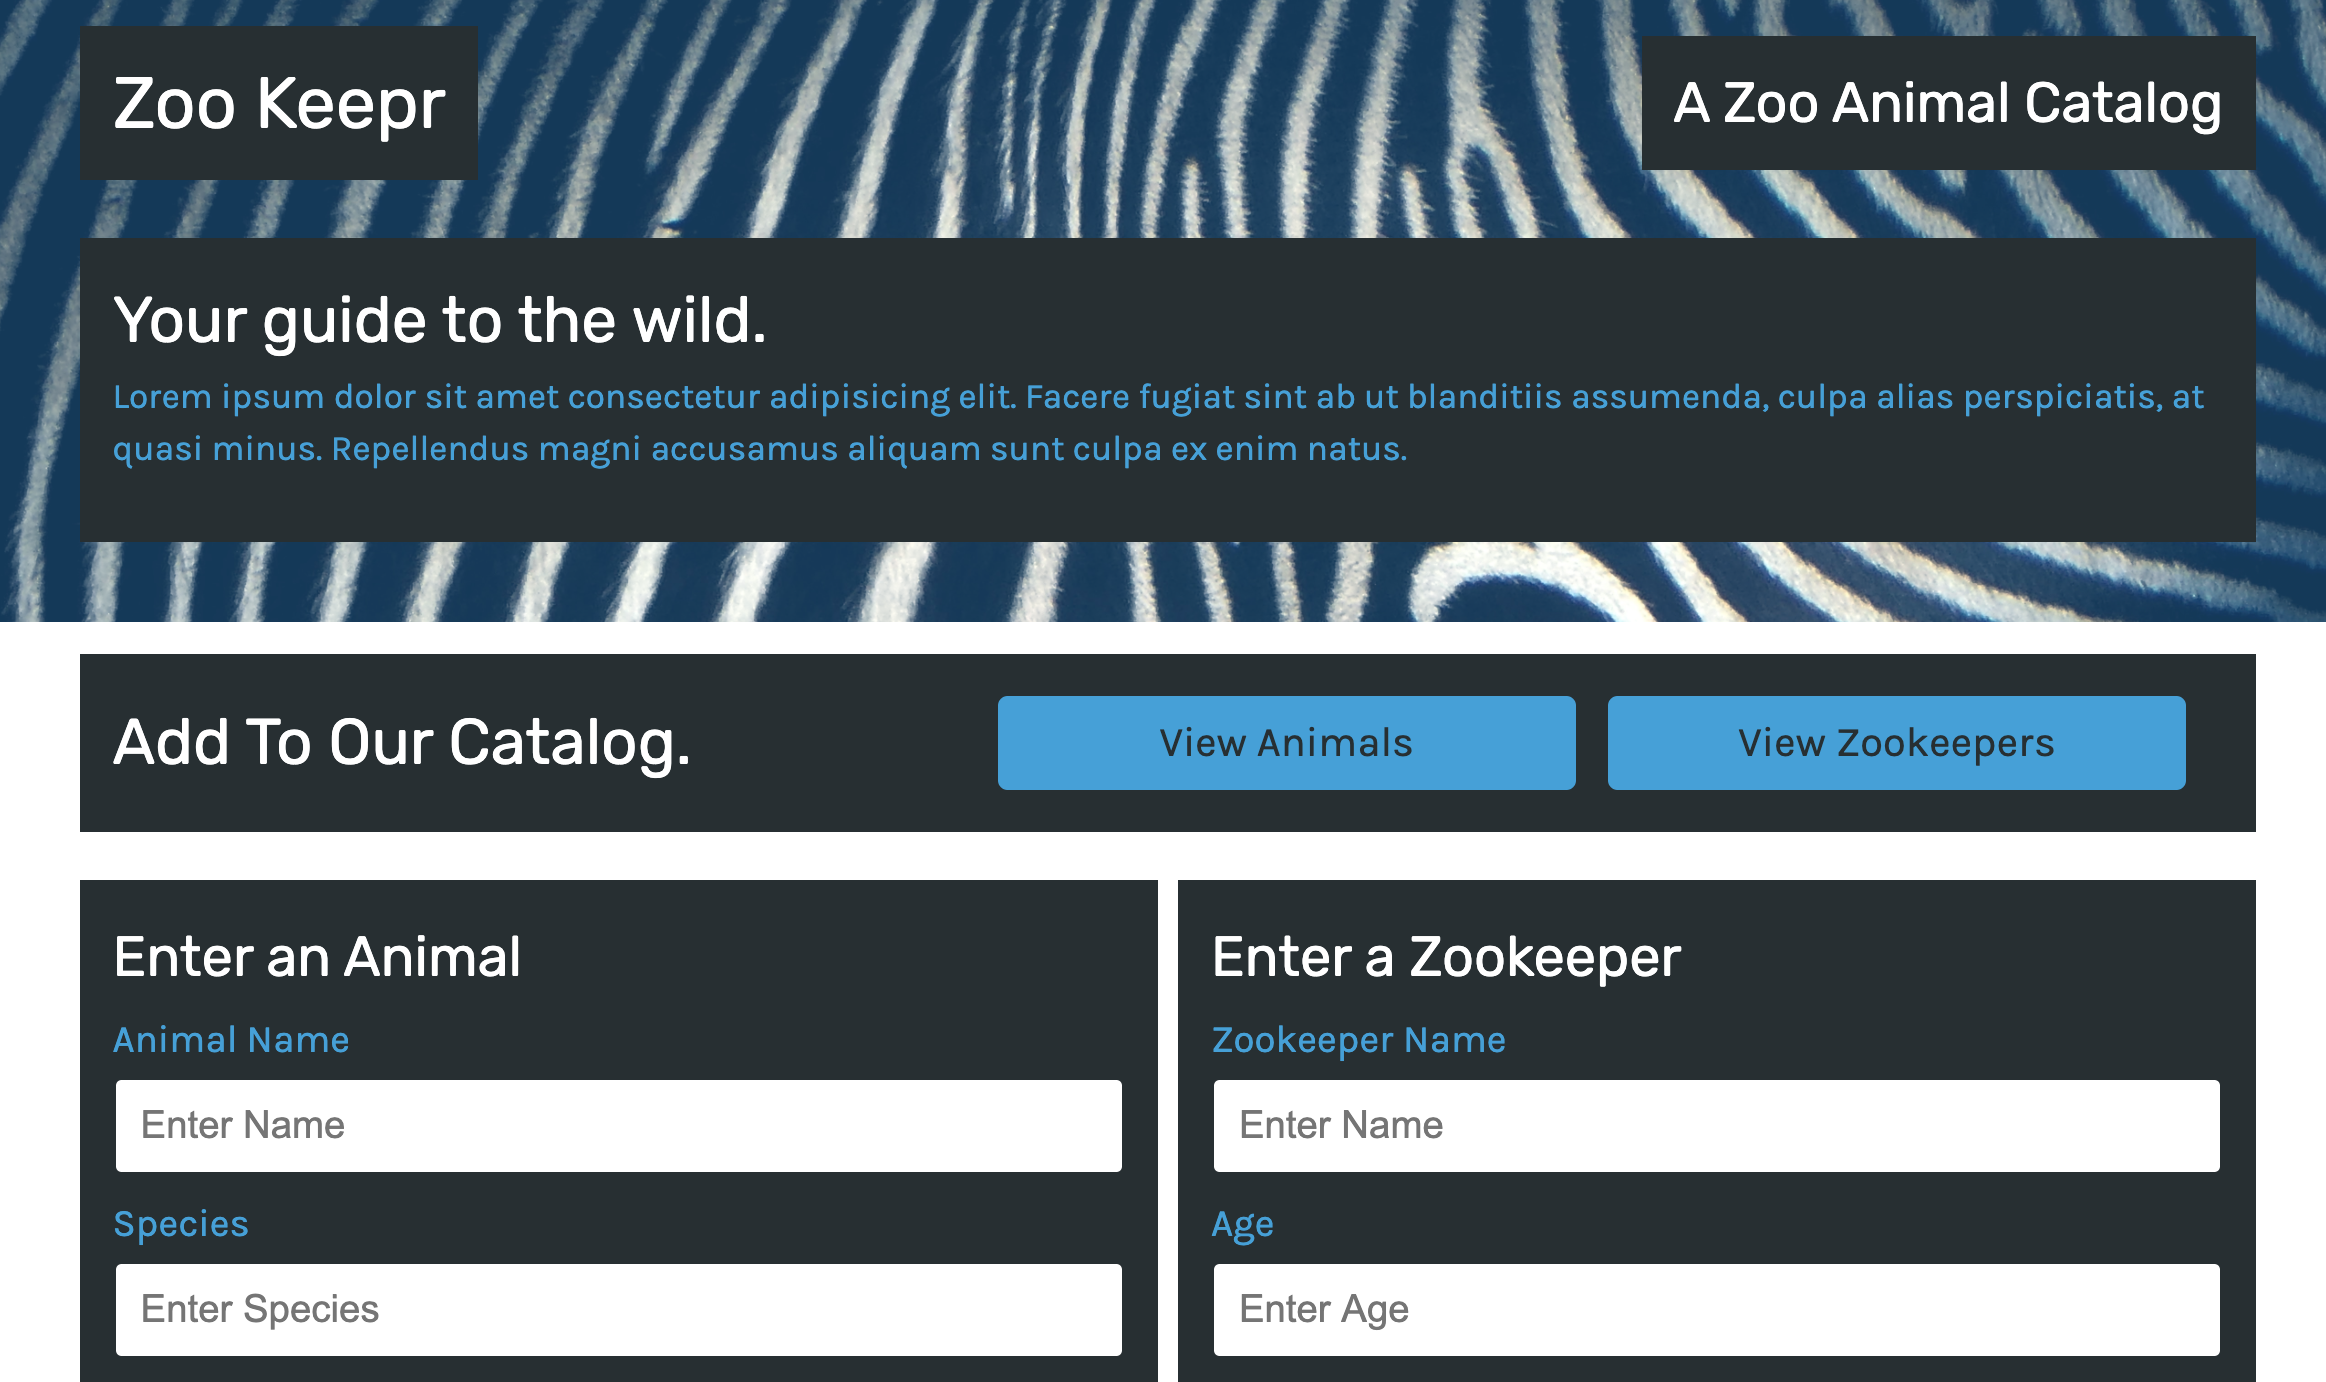 Zoo Keepr
A Zoo Animal Catalog
Your guide to the wild.
Lorem ipsum dolor sit amet consectetur adipisicing elit. Facere fugiat sint ab ut blanditiis assumenda, culpa alias perspiciatis, at
quasi minus. Repellendus magni accusamus aliquam sunt culpa ex enim natus.
Add To Our Catalog.
View Animals
View Zookeepers
Enter an Animal
Animal Name
Enter Name
Species
Enter Species
Enter a Zookeeper
Zookeeper Name
Enter Name
Age
Enter Age